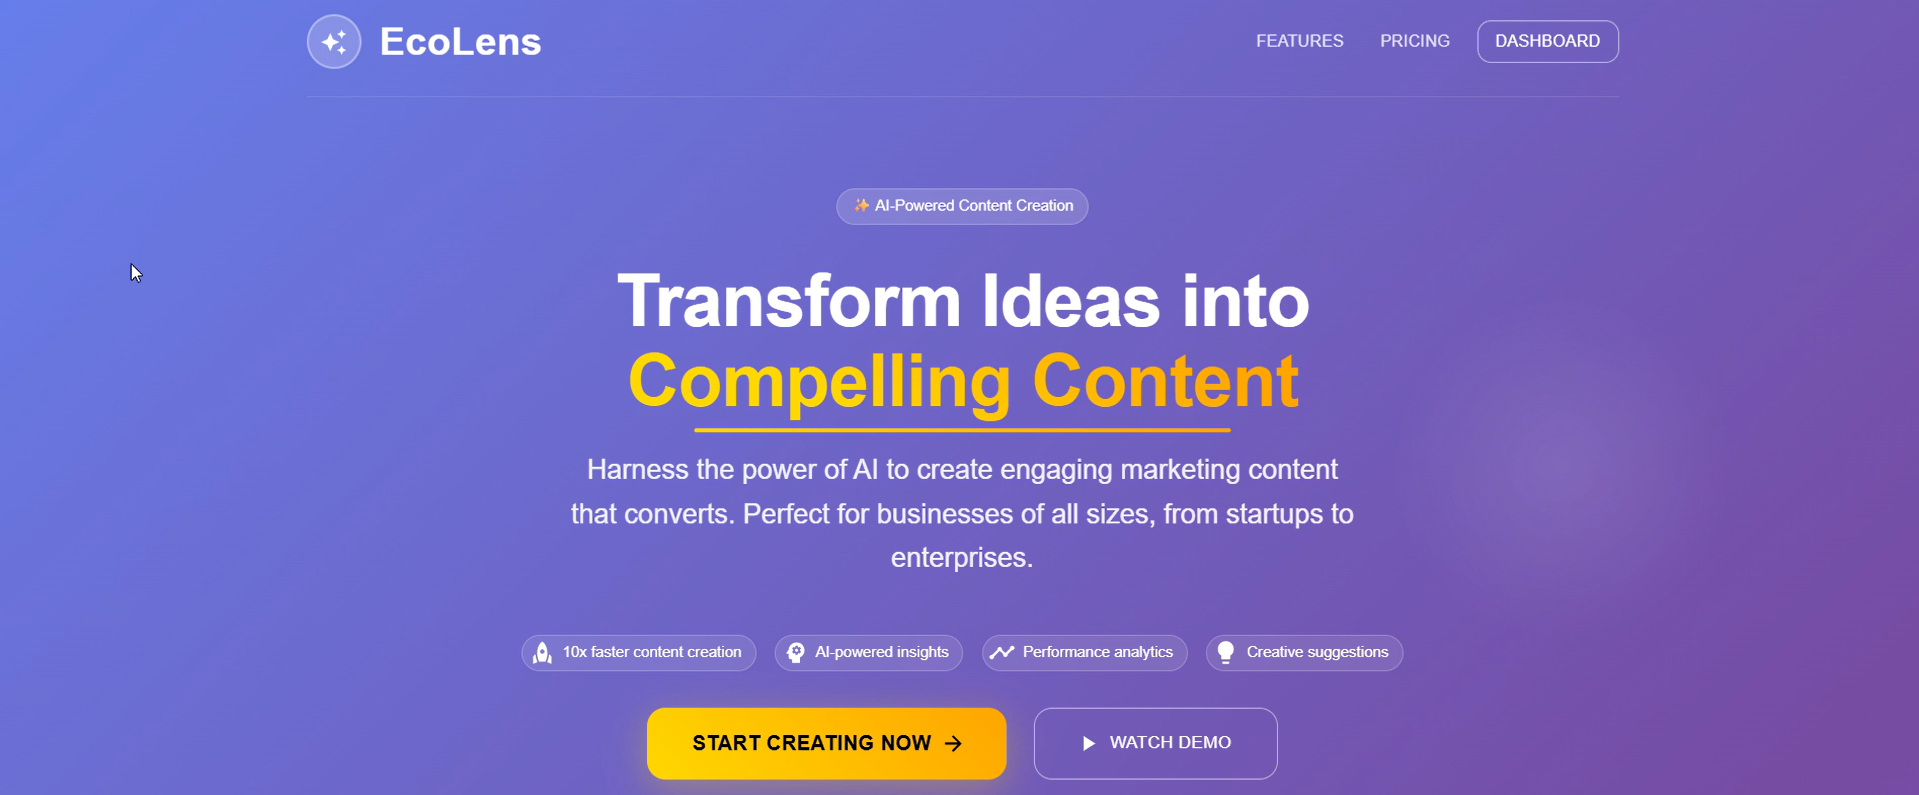 EcoLens
FEATURES
PRICING
DASHBOARD
✨ AI-Powered Content Creation
Transform Ideas into
Compelling Content
Harness the power of AI to create engaging marketing content
that converts. Perfect for businesses of all sizes, from startups to
enterprises.
10x faster content creation
AI-powered insights
Performance analytics
Creative suggestions
START CREATING NOW →
WATCH DEMO